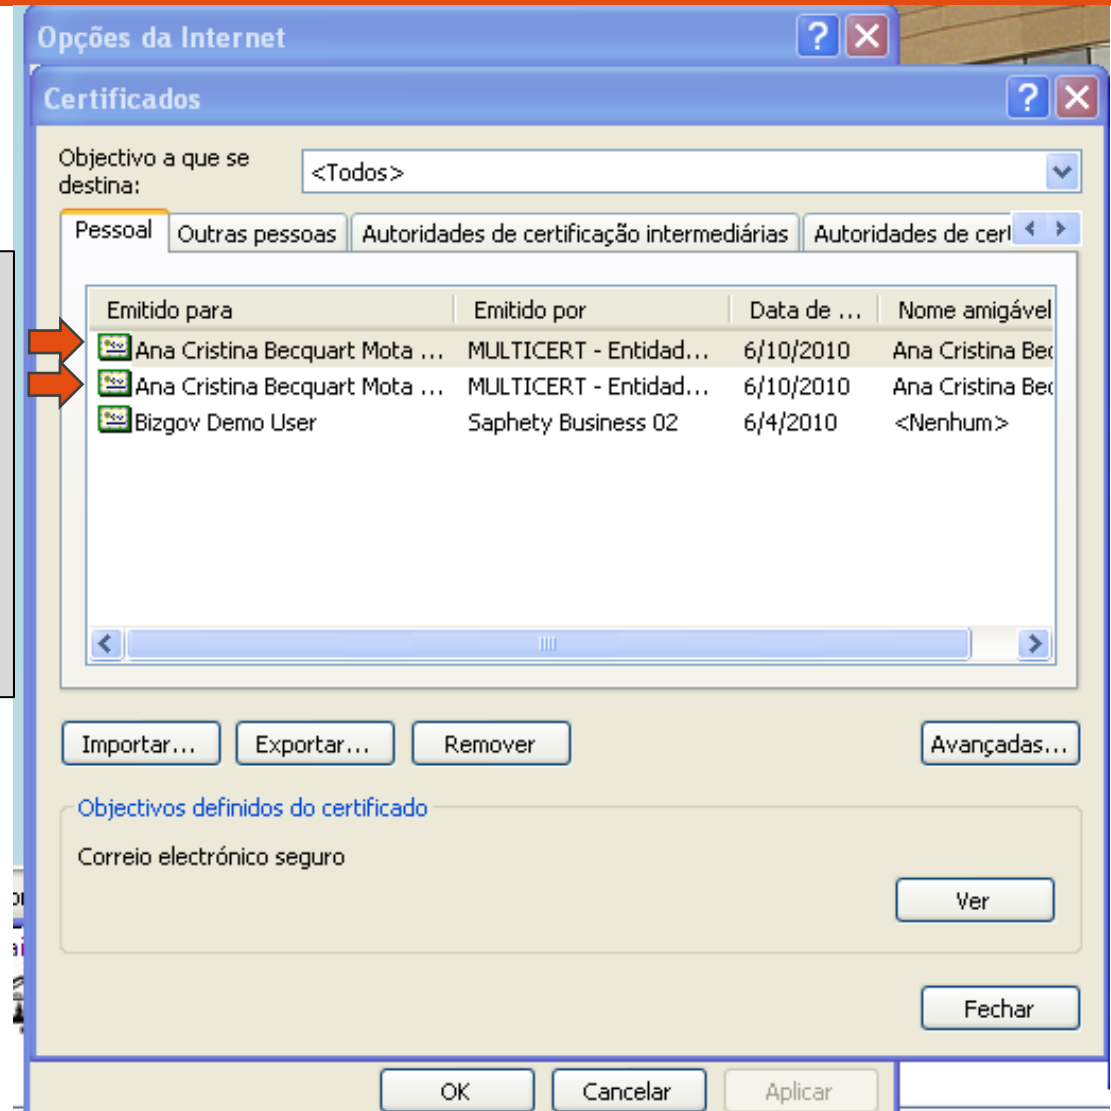 Opções da Internet
Certificados
Objectivo a que se
destina:
<Todos>
Pessoal Outras pessoas Autoridades de certificação intermediárias Autoridades de cer
Emitido para Emitido por Data de ... Nome amigável
Ana Cristina Becquart Mota ... MULTICERT - Entidad... 6/10/2010 Ana Cristina Bec
Ana Cristina Becquart Mota ... MULTICERT - Entidad... 6/10/2010 Ana Cristina Bec
Bizgov Demo User Saphety Business 02 6/4/2010 <Nenhum>
Importar... Exportar... Remover Avançadas...
Objectivos definidos do certificado
Correio electrónico seguro
Ver
Fechar
OK Cancelar Aplicar